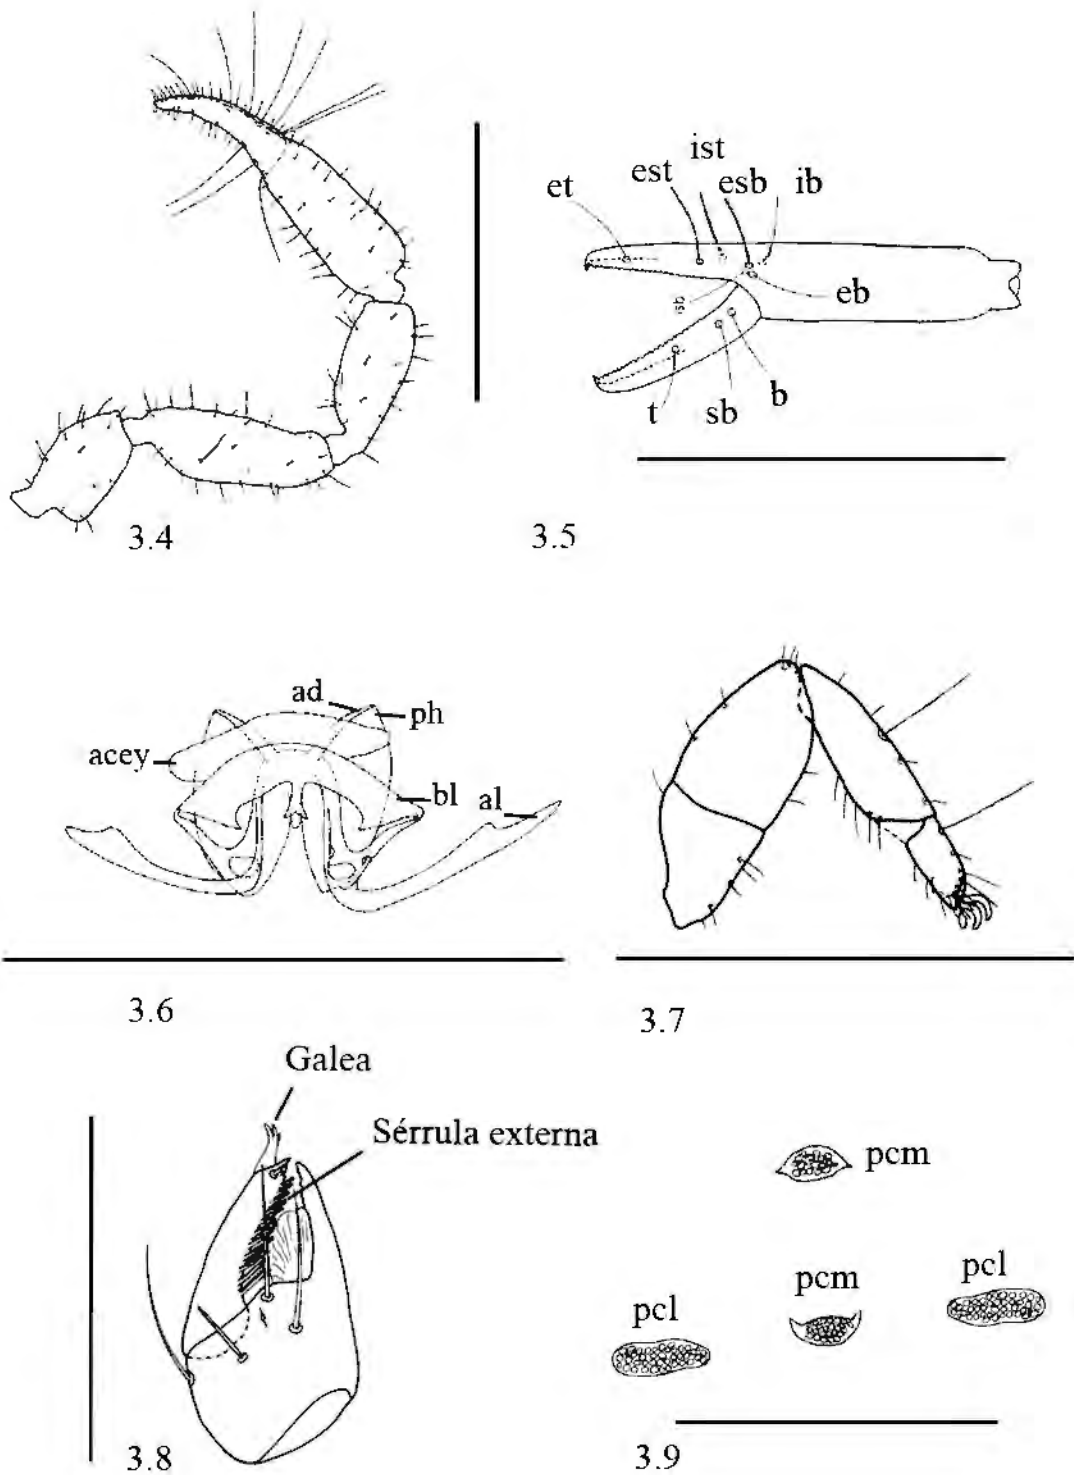 ist
est
esb
ib
et
isb
eb
t
sb
b
3.4
3.5
ad
ph
acey
bl
al
3.6
3.7
Galea
Sérrula externa
pcm
pcl
pcm
pcl
3.8
3.9